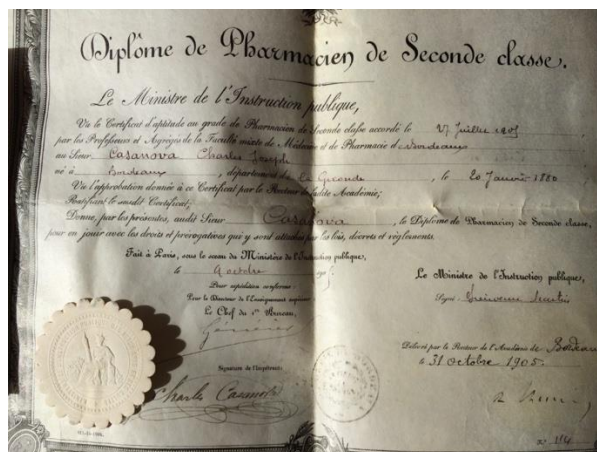 Diplôme de Pharmacien de Seconde classe.
Le Ministre de l'Instruction publique,
Vu le Certificat d'aptitude au grade de Pharmacien de Seconde classe accordé le 27 Juillet 1905
par les Professeurs et Agrégés de la Faculté mixte de Médecine et de Pharmacie d Bordeaux
au Sieur Casanova Charles Joseph
né à Bordeaux, département de la Gironde, le 20 Janvier 1880
Vu l'approbation donnée à ce Certificat par le Recteur de ladite Académie;
Ratifiant le susdit Certificat;
Donne, par les présentes, audit Sieur Casanova, le Diplôme de Pharmacien de Seconde classe,
pour en jouir avec les droits et prérogatives qui y sont attachés par les lois, décrets et règlements.
Fait à Paris, sous le sceau du Ministère de l'Instruction publique,
le 9 octobre
Pour expédition conforme:
Le Ministre de l'Instruction publique,
Pour le Directeur de l'Enseignement supérieur
Signé
Le Chef du 1er Bureau,
Délivré par le Recteur de l'Académie de Bordeaux
le 31 octobre 1905.
Signature de l'Impétrant:
Charles Casanova